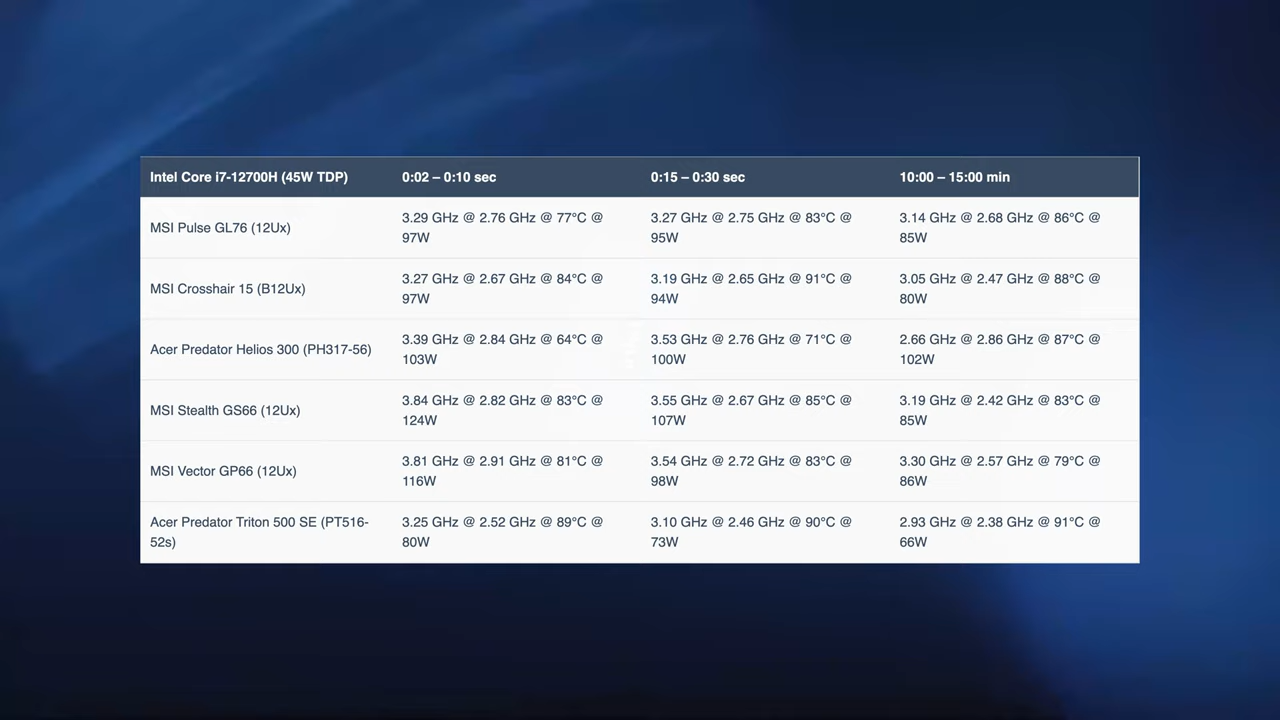 Intel Core i7-12700H (45W TDP) 0:02 – 0:10 sec 0:15 – 0:30 sec 10:00 – 15:00 min
MSI Pulse GL76 (12Ux) 3.29 GHz @ 2.76 GHz @ 77°C @ 97W 3.27 GHz @ 2.75 GHz @ 83°C @ 95W 3.14 GHz @ 2.68 GHz @ 86°C @ 85W
MSI Crosshair 15 (B12Ux) 3.27 GHz @ 2.67 GHz @ 84°C @ 97W 3.19 GHz @ 2.65 GHz @ 91°C @ 94W 3.05 GHz @ 2.47 GHz @ 88°C @ 80W
Acer Predator Helios 300 (PH317-56) 3.39 GHz @ 2.84 GHz @ 64°C @ 103W 3.53 GHz @ 2.76 GHz @ 71°C @ 100W 2.66 GHz @ 2.86 GHz @ 87°C @ 102W
MSI Stealth GS66 (12Ux) 3.84 GHz @ 2.82 GHz @ 83°C @ 124W 3.55 GHz @ 2.67 GHz @ 85°C @ 107W 3.19 GHz @ 2.42 GHz @ 83°C @ 85W
MSI Vector GP66 (12Ux) 3.81 GHz @ 2.91 GHz @ 81°C @ 116W 3.54 GHz @ 2.72 GHz @ 83°C @ 98W 3.30 GHz @ 2.57 GHz @ 79°C @ 86W
Acer Predator Triton 500 SE (PT516-52s) 3.25 GHz @ 2.52 GHz @ 89°C @ 80W 3.10 GHz @ 2.46 GHz @ 90°C @ 73W 2.93 GHz @ 2.38 GHz @ 91°C @ 66W